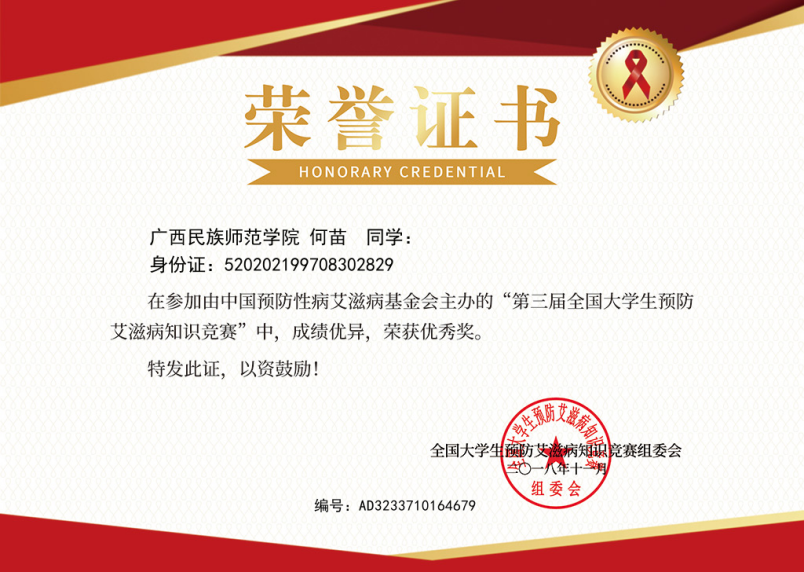 荣誉证书
HONORARY CREDENTIAL
广西民族师范学院 何苗 同学：
身份证：520202199708302829
在参加由中国预防性病艾滋病基金会主办的“第三届全国大学生预防
艾滋病知识竞赛”中，成绩优异，荣获优秀奖。
特发此证，以资鼓励！
全国大学生预防艾滋病知识竞赛组委会
二〇一八年十一月
全国大学生预防艾滋病知识竞赛
组委会
编号：AD3233710164679